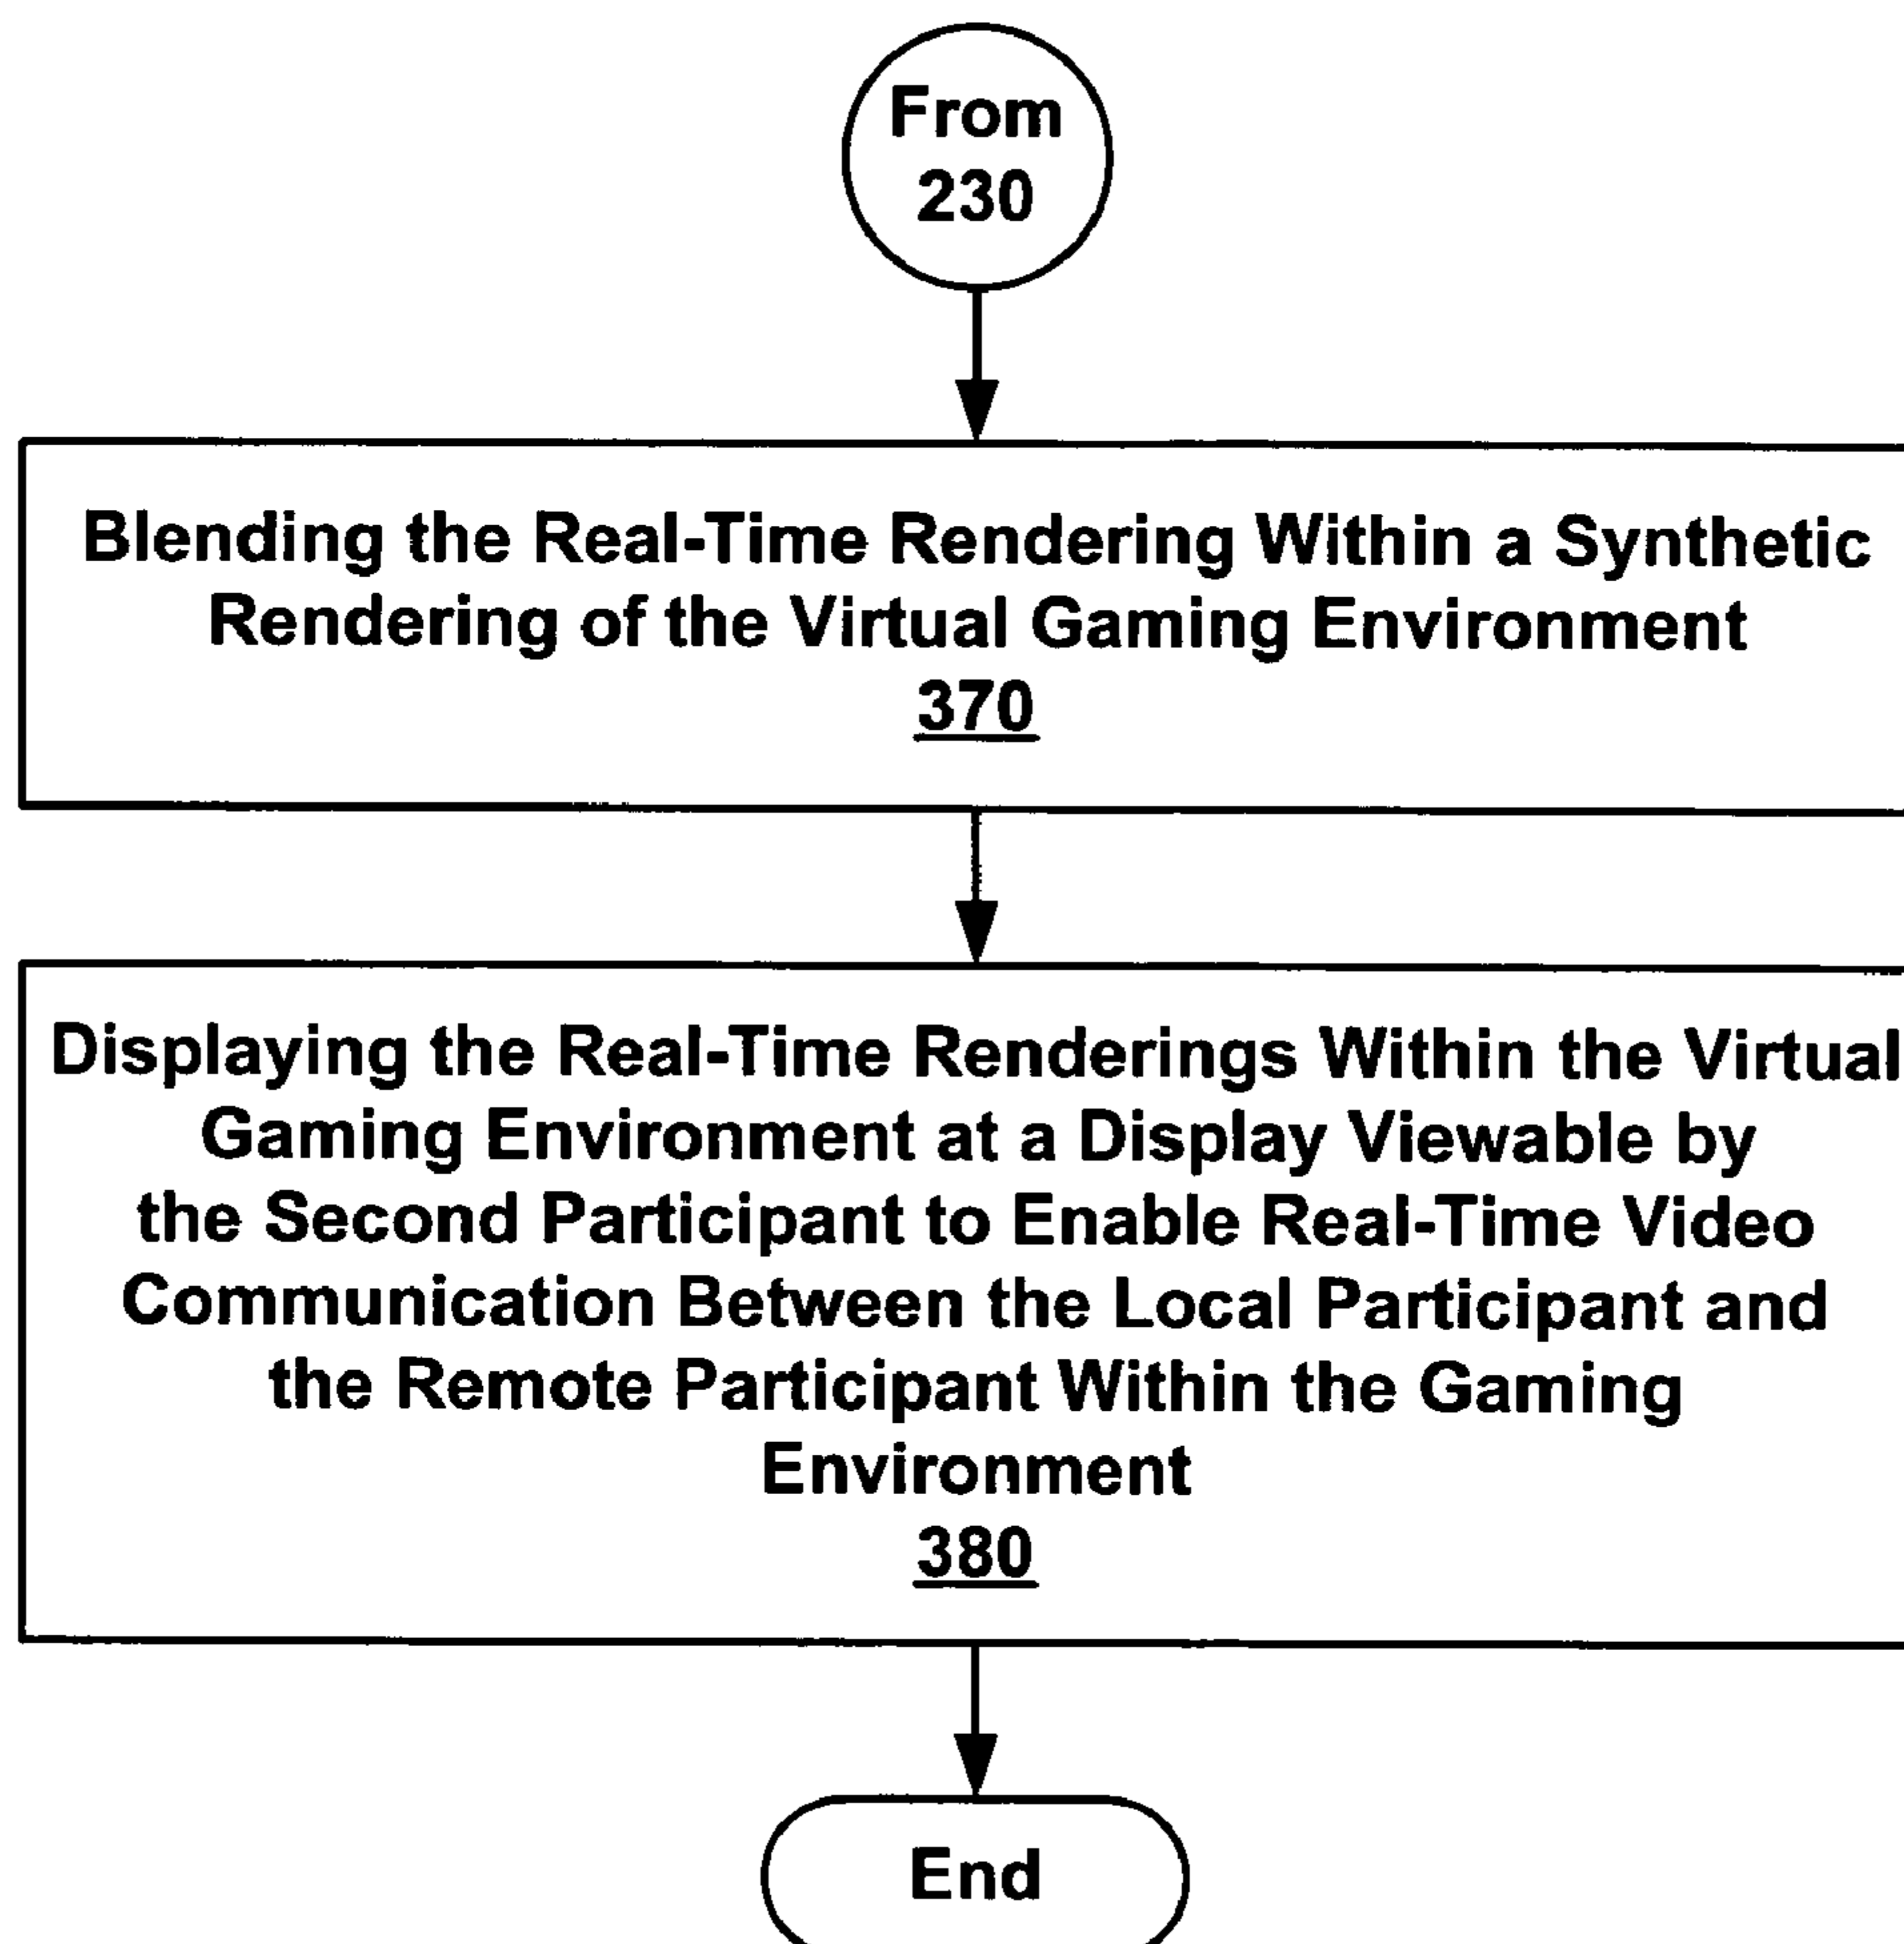 From
230
Blending the Real-Time Rendering Within a Synthetic
Rendering of the Virtual Gaming Environment
370
Displaying the Real-Time Renderings Within the Virtual
Gaming Environment at a Display Viewable by
the Second Participant to Enable Real-Time Video
Communication Between the Local Participant and
the Remote Participant Within the Gaming
Environment
380
End